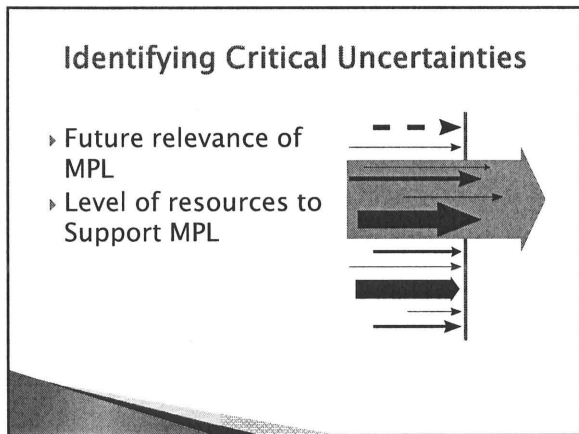 Identifying Critical Uncertainties
Future relevance of
MPL
Level of resources to
Support MPL